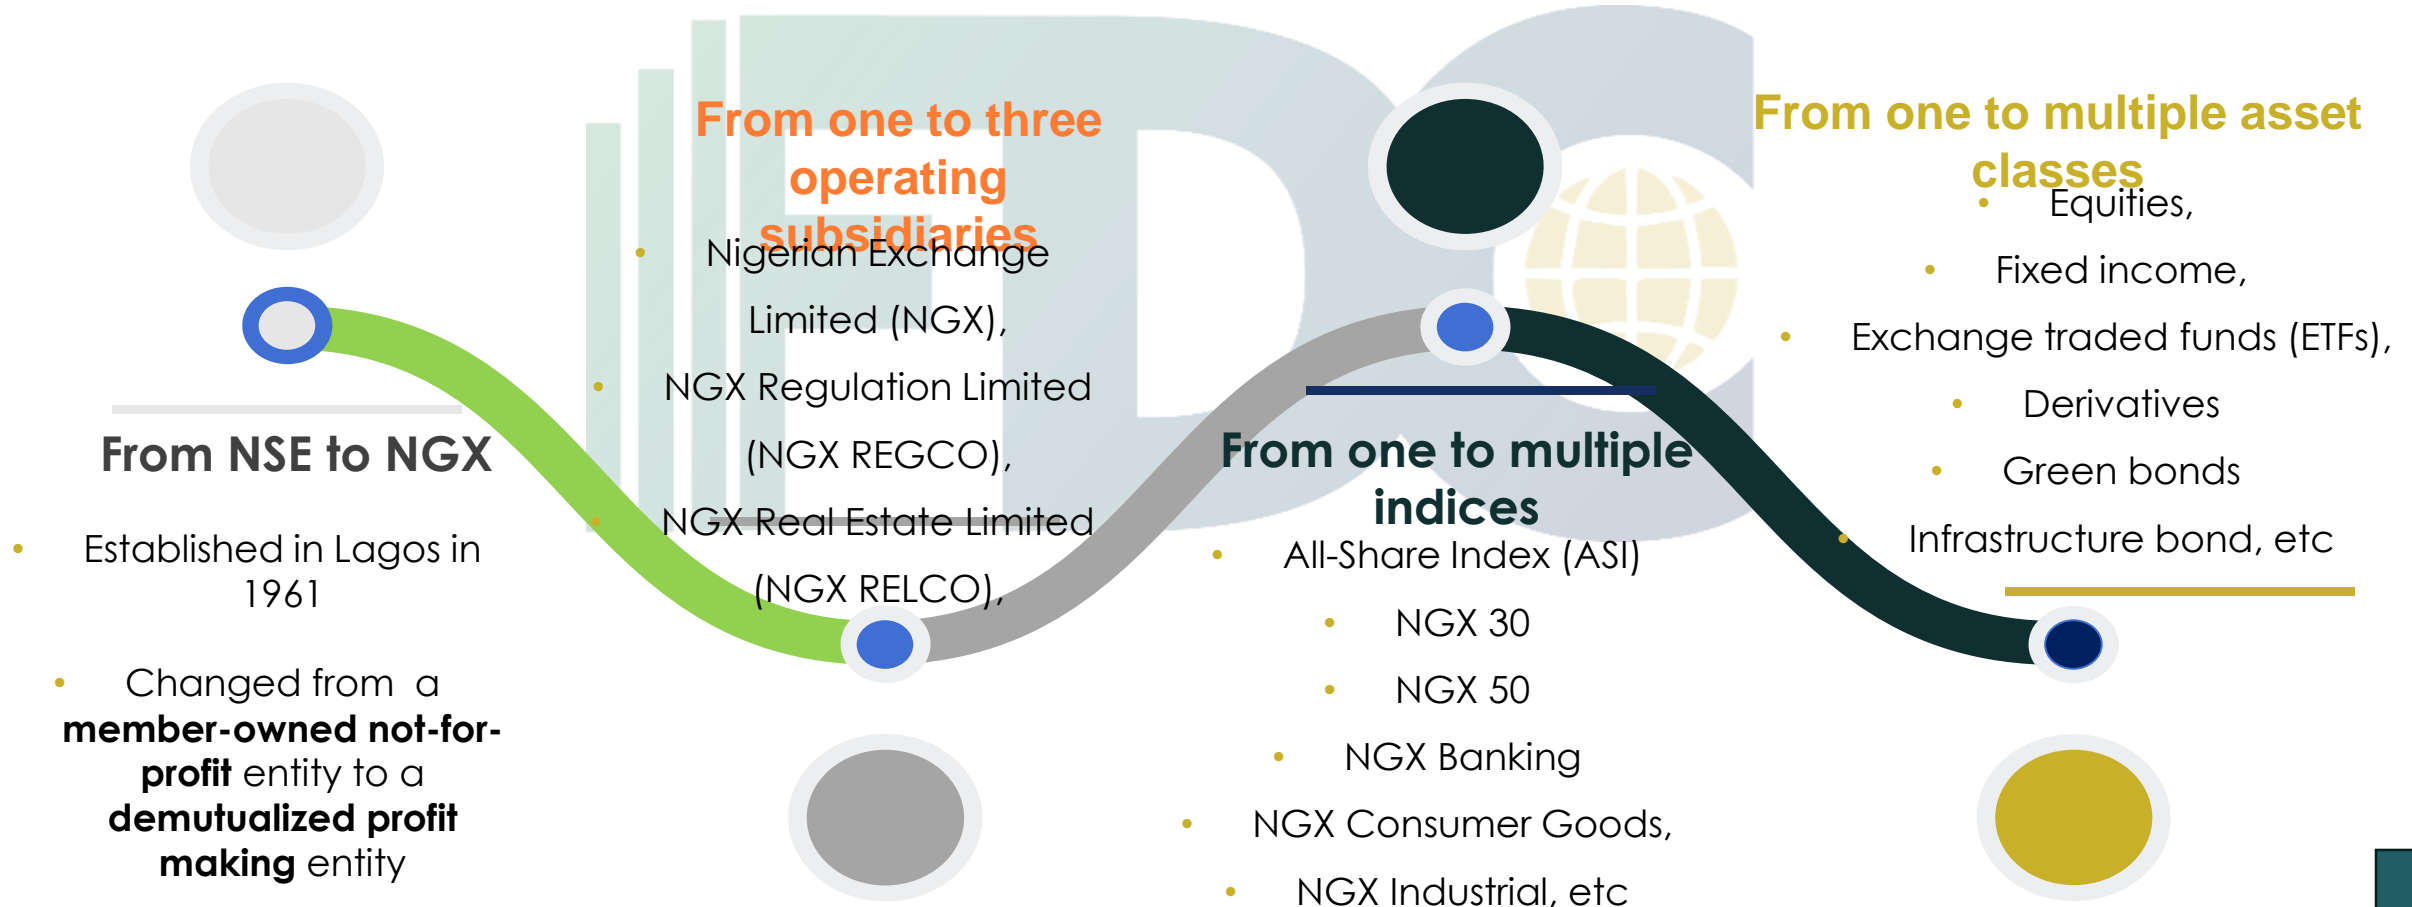 From NSE to NGX
• Established in Lagos in
1961
• Changed from a
member-owned not-for-
profit entity to a
demutualized profit
making entity
From one to three
operating
subsidiaries
• Nigerian Exchange
Limited (NGX),
• NGX Regulation Limited
(NGX REGCO),
• NGX Real Estate Limited
(NGX RELCO),
From one to multiple
indices
• All-Share Index (ASI)
• NGX 30
• NGX 50
• NGX Banking
• NGX Consumer Goods,
• NGX Industrial, etc
From one to multiple asset
classes
• Equities,
• Fixed income,
• Exchange traded funds (ETFs),
• Derivatives
• Green bonds
• Infrastructure bond, etc
FDC